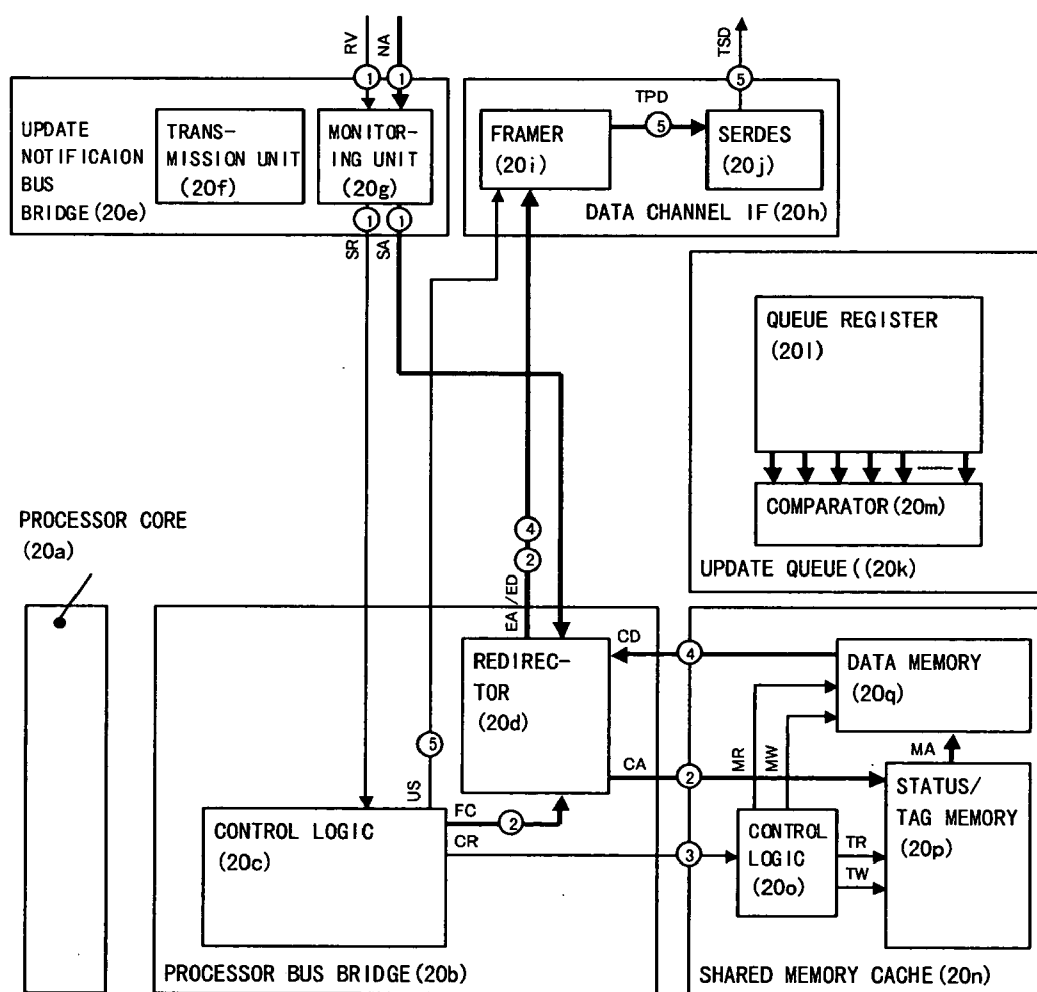 RV
NA
TSD
1
1
5
UPDATE
NOTIFICAION
BUS
BRIDGE(20e)
TRANS-
MISSION UNIT
(20f)
MONITOR-
ING UNIT
(20g)
1
1
SR
SA
FRAMER
(20i)
TPD
5
SERDES
(20j)
DATA CHANNEL IF(20h)
QUEUE REGISTER
(20l)
COMPARATOR(20m)
UPDATE QUEUE((20k)
PROCESSOR CORE
(20a)
4
2
EA/ED
REDIREC-
TOR
(20d)
CD
4
DATA MEMORY
(20q)
5
US
CA
2
MR
MW
MA
STATUS/
TAG MEMORY
(20p)
CONTROL LOGIC
(20c)
FC
2
CR
3
CONTROL
LOGIC
(20o)
TR
TW
PROCESSOR BUS BRIDGE(20b)
SHARED MEMORY CACHE(20n)